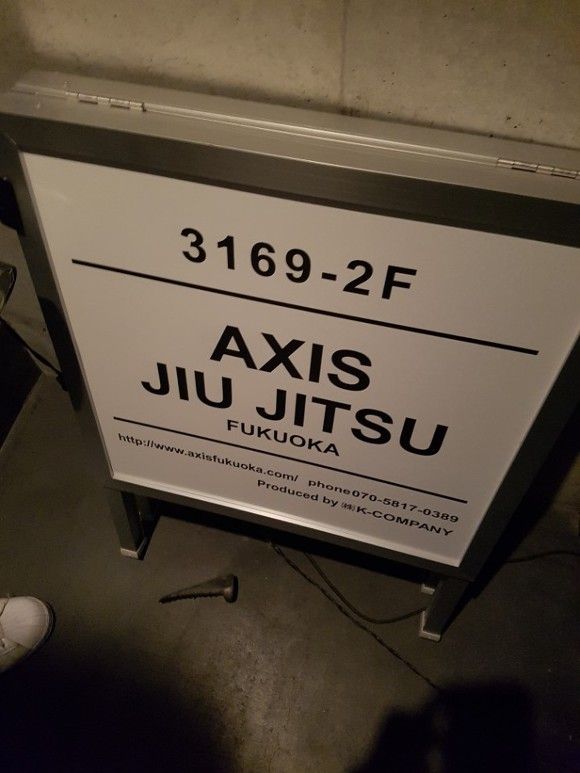 3169-2F
AXIS
JIU JITSU
FUKUOKA
http://www.axisfukuoka.com/ phone070-5817-0389
Produced by ㈱K-COMPANY